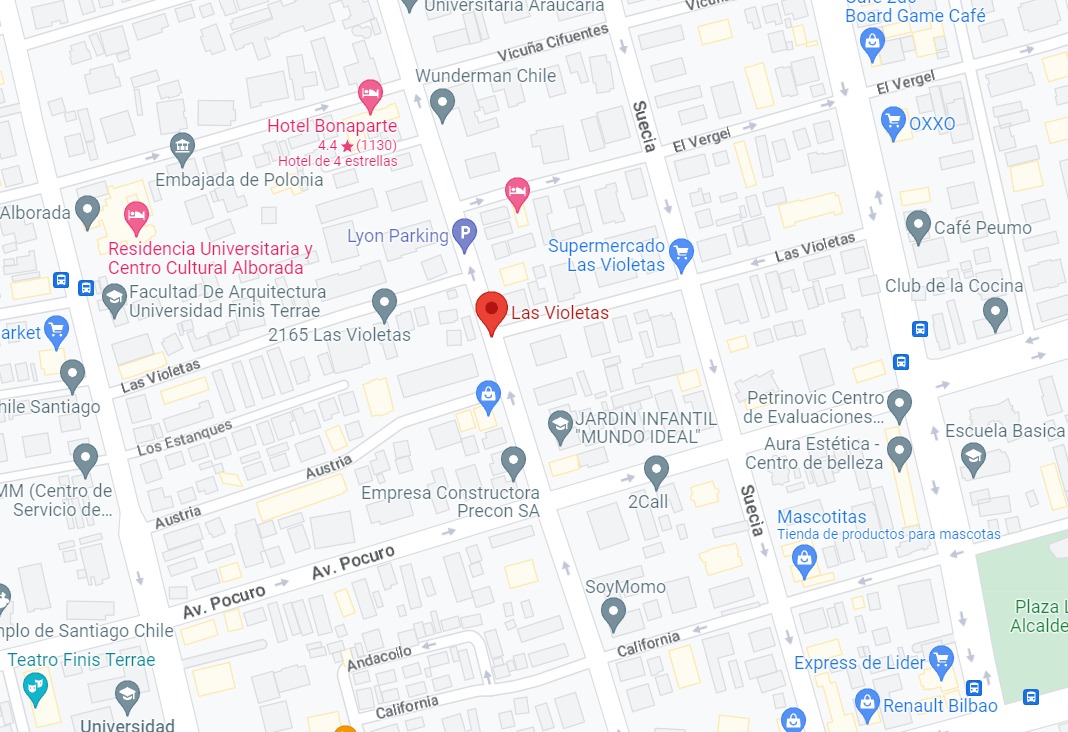 Universitaria Araucaria
Vicuña
Café 2do
Board Game Café
Vicuña Cifuentes
Wunderman Chile
El Vergel
Hotel Bonaparte
4.4 ★ (1130)
Hotel de 4 estrellas
Suecia
OXXO
El Vergel
Embajada de Polonia
Alborada
Lyon Parking
Café Peumo
Residencia Universitaria y
Centro Cultural Alborada
Supermercado
Las Violetas
Las Violetas
Facultad De Arquitectura
Universidad Finis Terrae
Club de la Cocina
Las Violetas
arket
2165 Las Violetas
Las Violetas
hile Santiago
Petrinovic Centro
de Evaluaciones...
Los Estanques
JARDIN INFANTIL
"MUNDO IDEAL"
Escuela Basica
Aura Estética -
Centro de belleza
Austria
MM (Centro de
Servicio de...
Empresa Constructora
Precon SA
2Call
Suecia
Austria
Mascotitas
Tienda de productos para mascotas
Av. Pocuro
Av. Pocuro
SoyMomo
Plaza L
Alcalde
mplo de Santiago Chile
California
Teatro Finis Terrae
Andacollo
Express de Lider
California
Renault Bilbao
Universidad
P